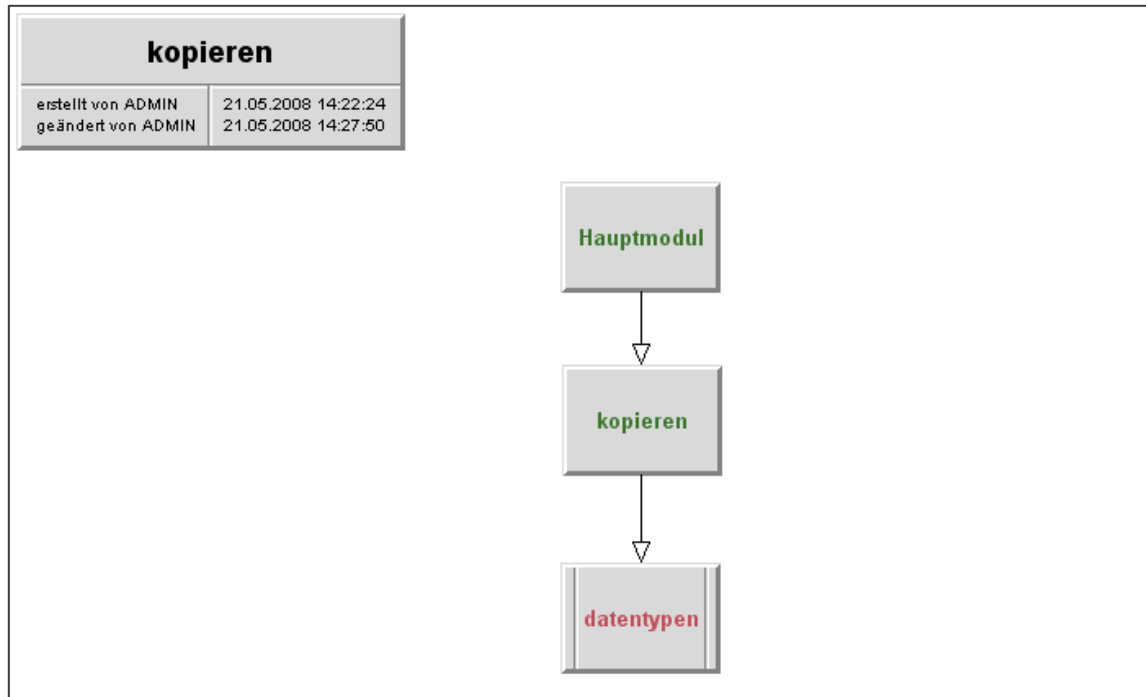 kopieren
erstellt von ADMIN 21.05.2008 14:22:24
geändert von ADMIN 21.05.2008 14:27:50
Hauptmodul
kopieren
datentypen